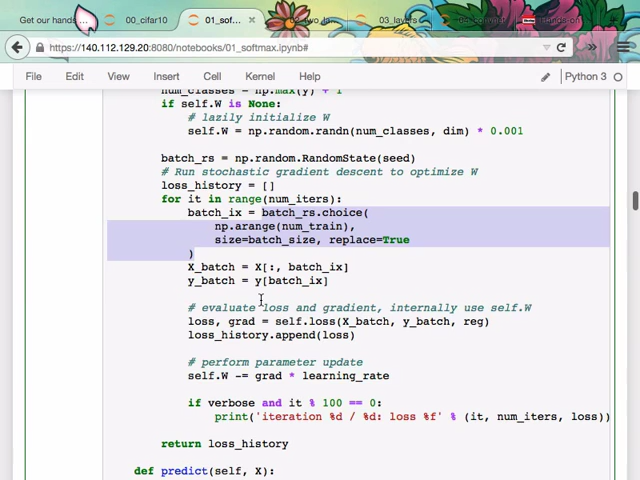 Get our hands
00_cifar10
01_sof
×
02_two_la
03_layers
https://140.112.129.20:8080/notebooks/01_softmax.ipynb#
File Edit View Insert Cell Kernel Help
Python 3
num_classes = np.max(y) + 1
if self.W is None:
# lazily initialize W
self.W = np.random.randn(num_classes, dim) * 0.001
batch_rs = np.random.RandomState(seed)
# Run stochastic gradient descent to optimize W
loss_history = []
for it in range(num_iters):
batch_ix = batch_rs.choice(
np.arange(num_train),
size=batch_size, replace=True
)
X_batch = X[:, batch_ix]
y_batch = y[batch_ix]
# evaluate loss and gradient, internally use self.W
loss, grad = self.loss(X_batch, y_batch, reg)
loss_history.append(loss)
# perform parameter update
self.W -= grad * learning_rate
if verbose and it % 100 == 0:
print('iteration %d / %d: loss %f' % (it, num_iters, loss))
return loss_history
def predict(self, X):